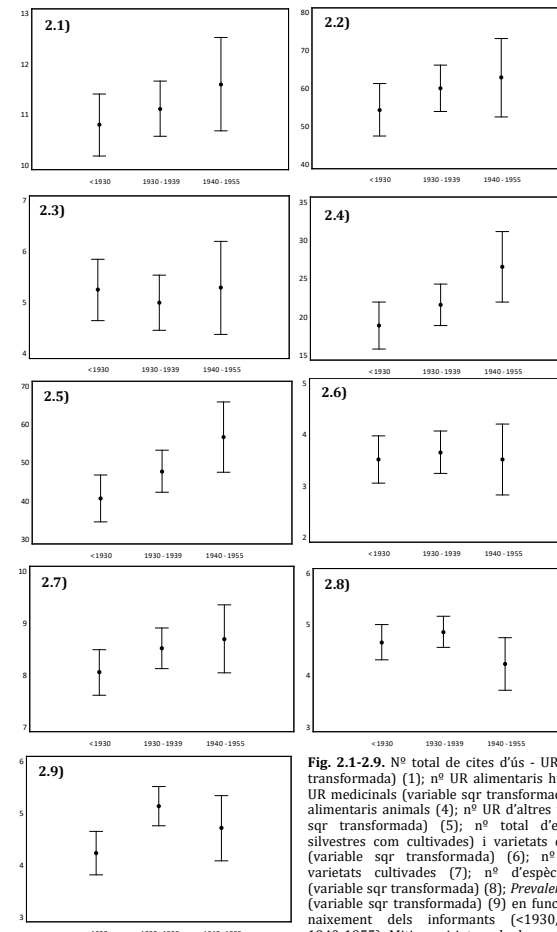 2.1)
13
12
11
10
<1930 1930-1939 1940-1955
2.2)
80
70
60
50
40
<1930 1930-1939 1940-1955
2.3)
7
6
5
4
<1930 1930-1939 1940-1955
2.4)
35
30
25
20
15
<1930 1930-1939 1940-1955
2.5)
70
60
50
40
30
<1930 1930-1939 1940-1955
2.6)
5
4
3
2
<1930 1930-1939 1940-1955
2.7)
10
9
8
7
<1930 1930-1939 1940-1955
2.8)
6
5
4
3
<1930 1930-1939 1940-1955
2.9)
6
5
4
3
Fig. 2.1-2.9. Nº total de cites d'ús - UR
transformada) (1); nº UR alimentaris
UR medicinals (variable sqr
alimentaris animals (4); nº UR d'altres
sqr transformada) (5); nº total
silvestres com cultivades) i varietats
(variable sqr transformada) (6); nº
varietats cultivades (7); nº
(variable sqr transformada) (8);
(variable sqr transformada) (9) en
naixement dels informants (<1930,